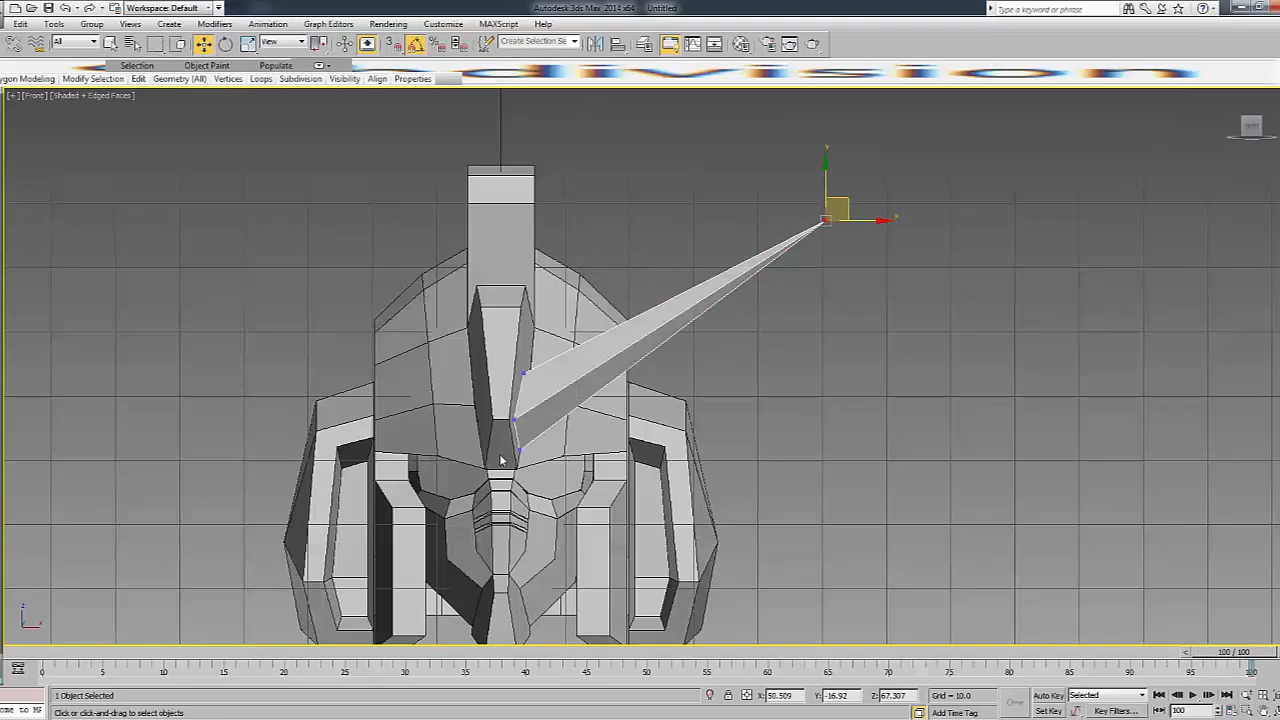 Workspace: Default
Autodesk 3ds Max 2014 x64 Untitled
Type a keyword or phrase
Edit Tools Group Views Create Modifiers Animation Graph Editors Rendering Customize MAXScript Help
All View Create Selection Se
Selection Object Paint Populate
ygon Modeling Modify Selection Edit Geometry (All) Vertices Loops Subdivision Visibility Align Properties
[+] [Front] [Shaded + Edged Faces]
Y
X
z
x
100 / 100
0 5 10 15 20 25 30 35 40 45 50 55 60 65 70 75 80 85 90 95 100
1 Object Selected X: 50.509 Y: -16.92 Z: 67.307 Grid = 10.0 Auto Key Selected
Click or click-and-drag to select objects Add Time Tag Set Key Key Filters... 100